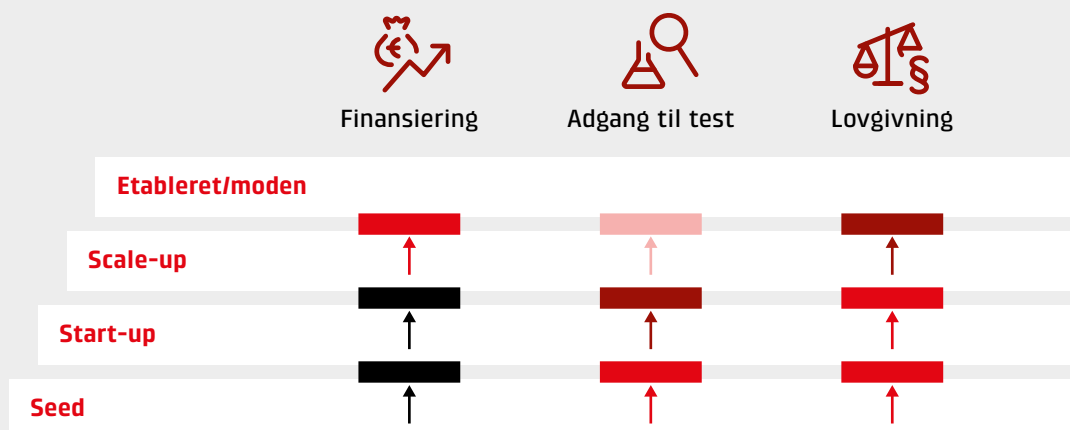 Finansiering
Adgang til test
Lovgivning
Etableret/moden
Scale-up
Start-up
Seed